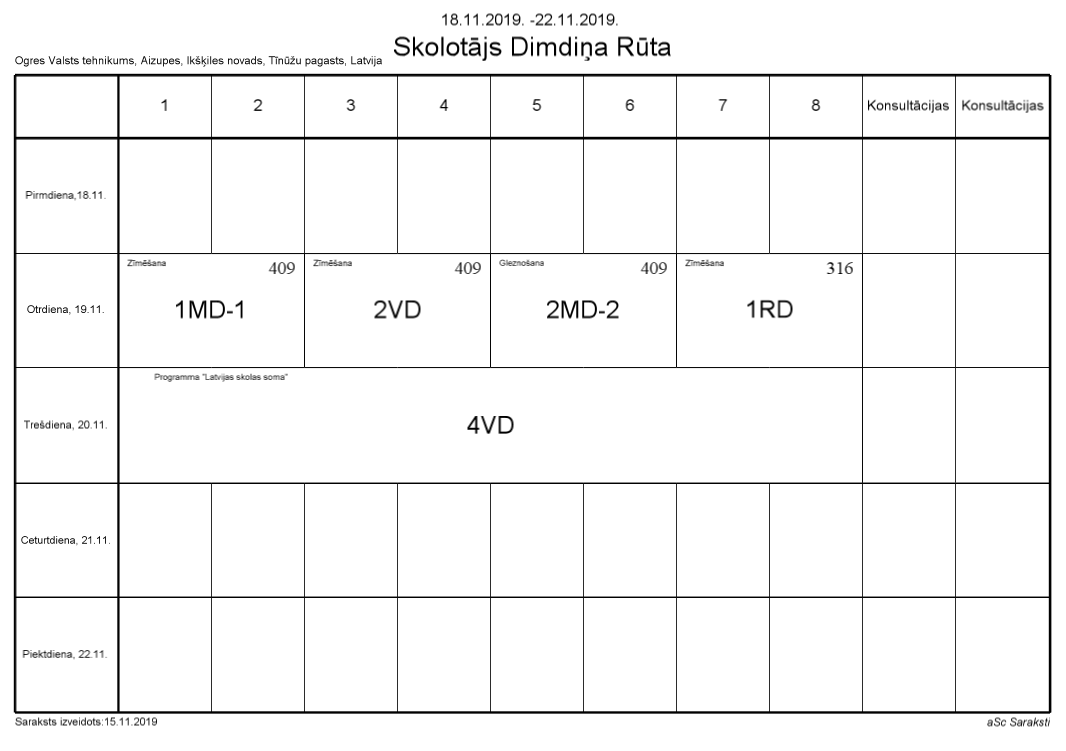 18.11.2019. -22.11.2019.
Skolotājs Dimdiņa Rūta
Ogres Valsts tehnikums, Aizupes, Ikšķiles novads, Tīnūžu pagasts, Latvija
1 2 3 4 5 6 7 8 Konsultācijas Konsultācijas
Pirmdiena,18.11.
Zīmēšana 409 Zīmēšana 409 Gleznošana 409 Zīmēšana 316
Otrdiena, 19.11. 1MD-1 2VD 2MD-2 1RD
Programma "Latvijas skolas soma"
Trešdiena, 20.11. 4VD
Ceturtdiena, 21.11.
Piektdiena, 22.11.
Saraksts izveidots:15.11.2019 aSc Saraksti